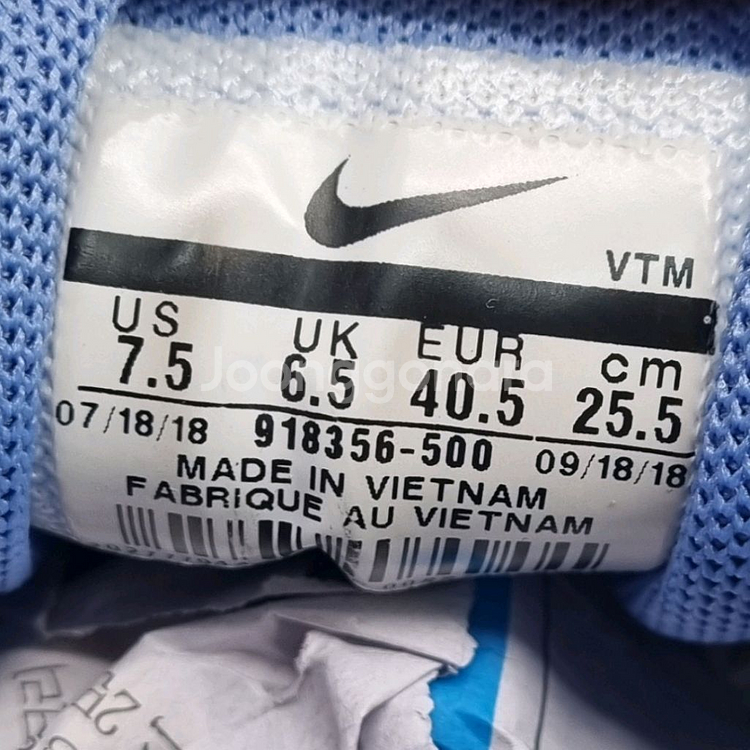 VTM
US UK EUR cm
7.5 6.5 40.5 25.5
07/18/18 918356-500 09/18/18
MADE IN VIETNAM
FABRIQUE AU VIETNAM
Joonggonara